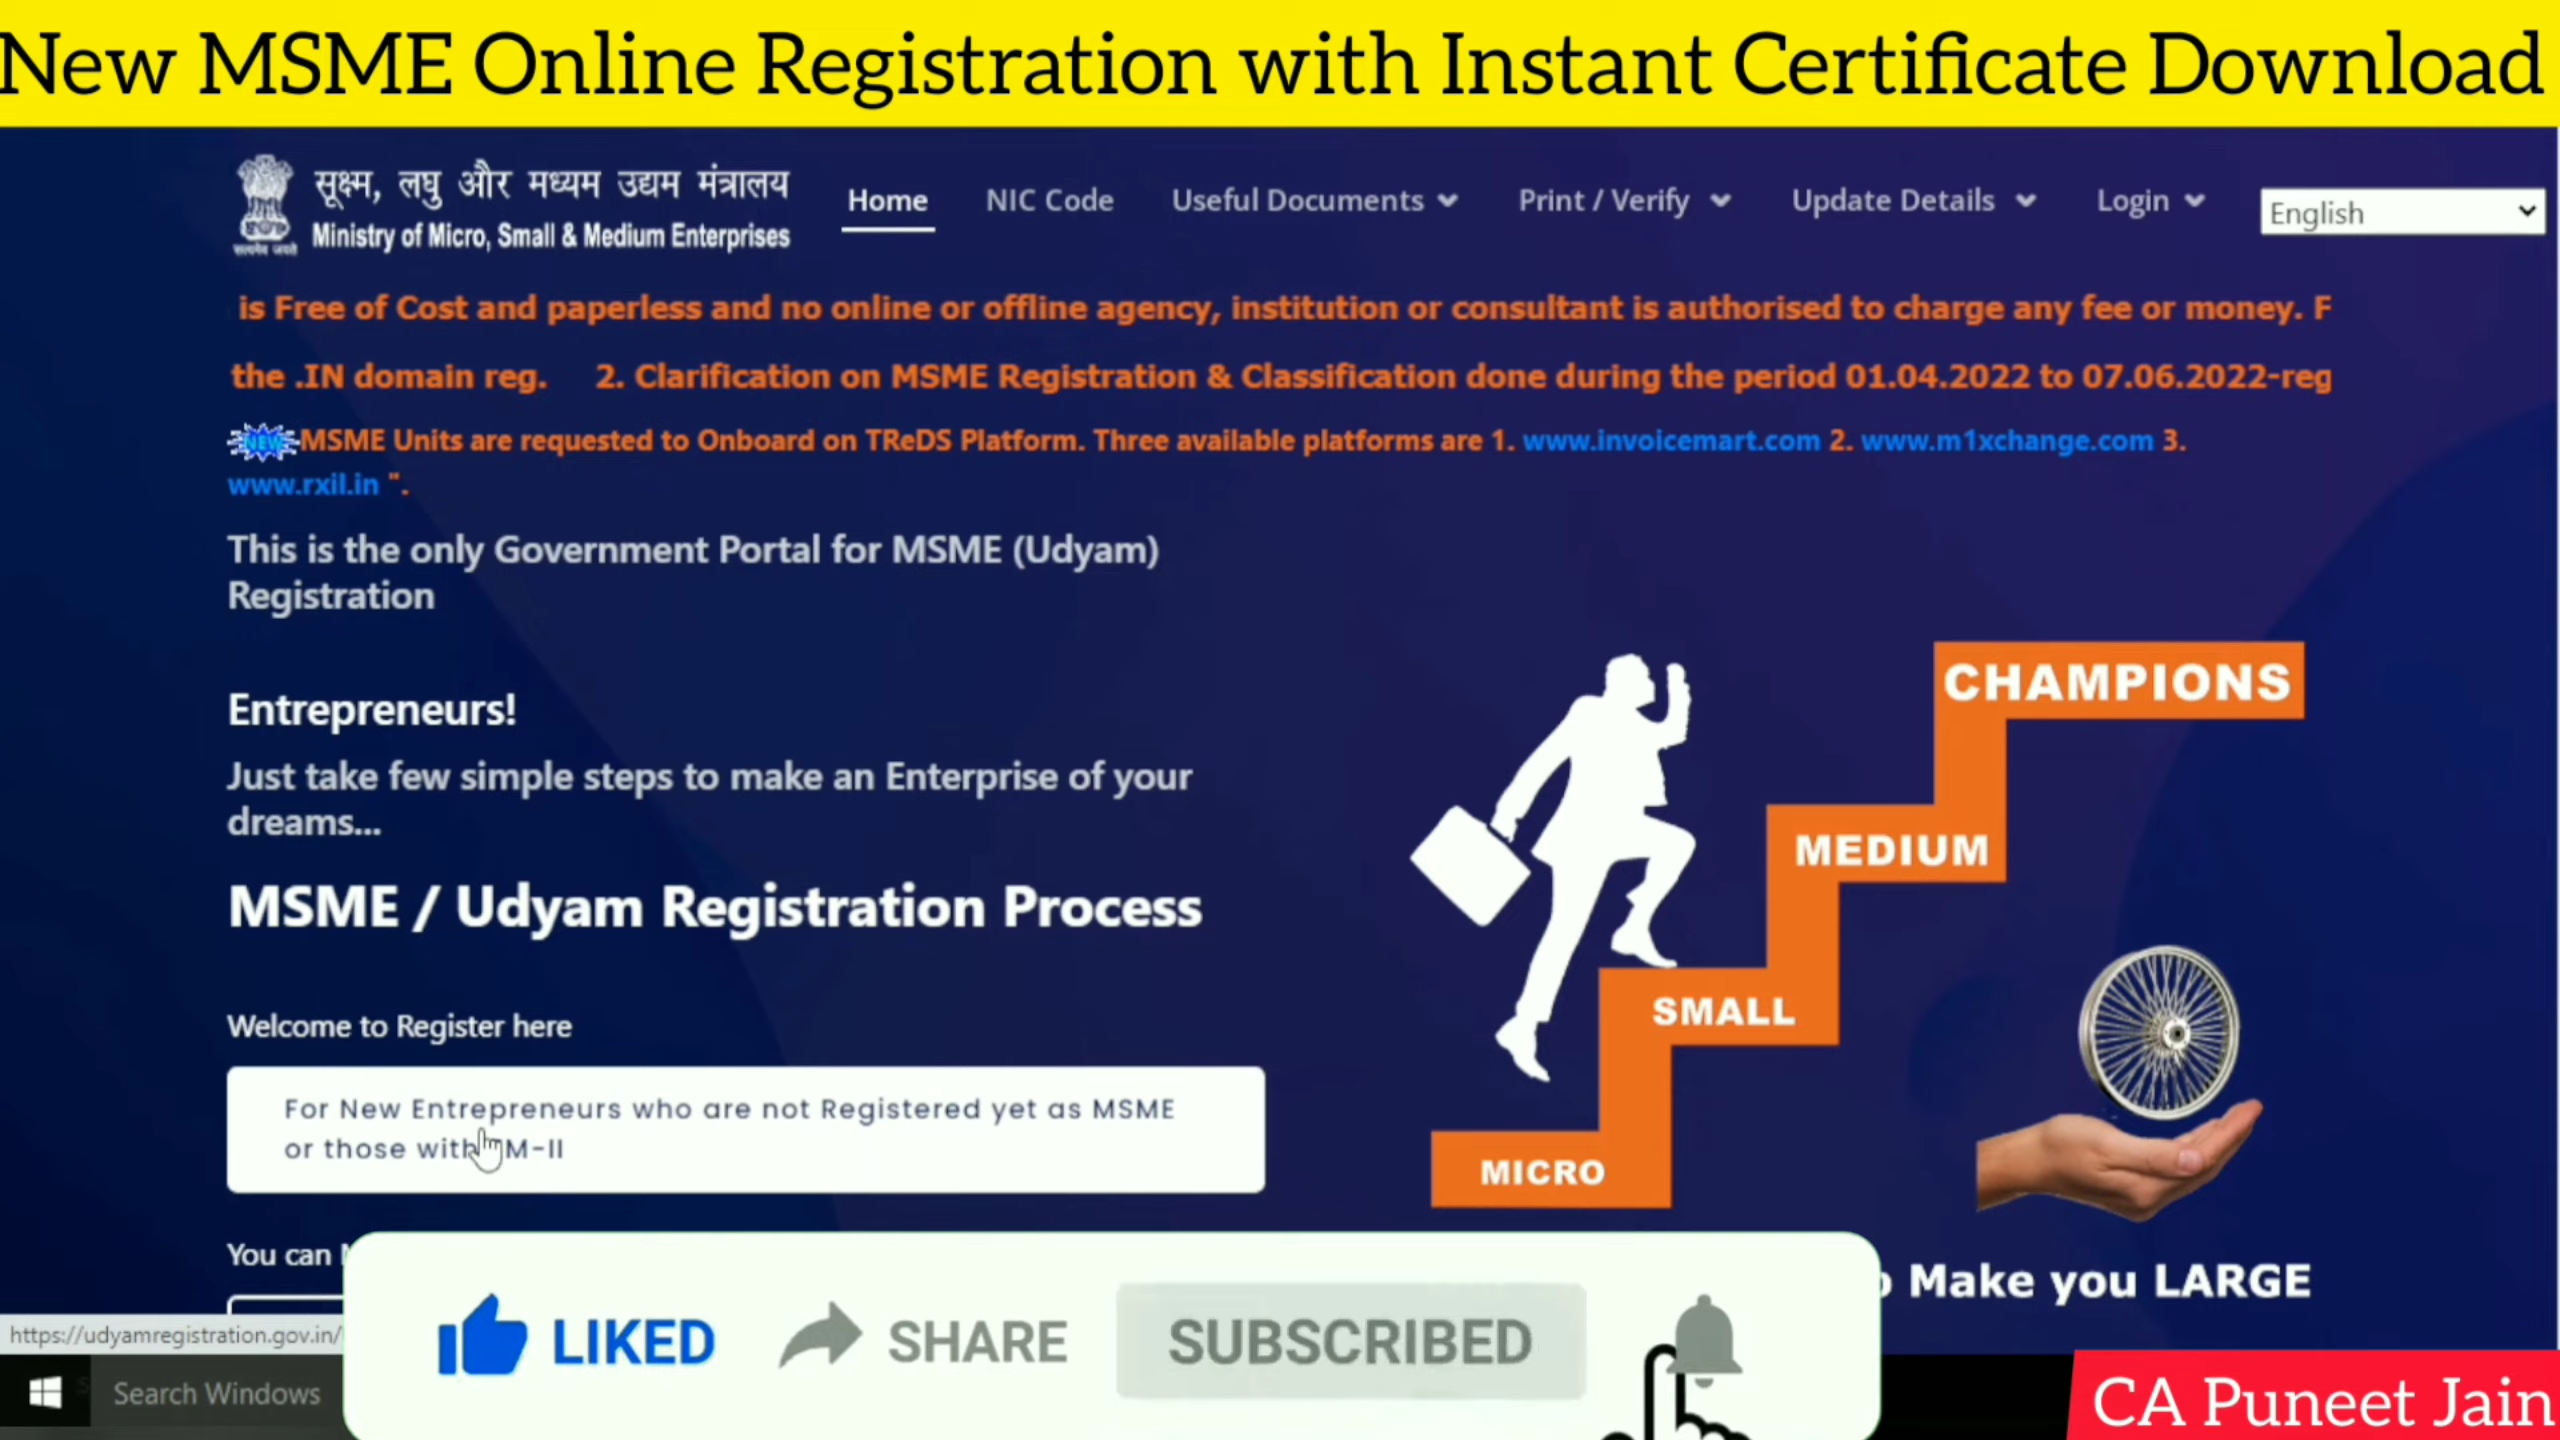 New MSME Online Registration with Instant Certificate Download
सूक्ष्म, लघु और मध्यम उद्यम मंत्रालय
Ministry of Micro, Small & Medium Enterprises
सत्यमेव जयते
Home NIC Code Useful Documents Print / Verify Update Details Login English
is Free of Cost and paperless and no online or offline agency, institution or consultant is authorised to charge any fee or money. F
the .IN domain reg. 2. Clarification on MSME Registration & Classification done during the period 01.04.2022 to 07.06.2022-reg
NEW MSME Units are requested to Onboard on TReDS Platform. Three available platforms are 1. www.invoicemart.com 2. www.m1xchange.com 3.
www.rxil.in ".
This is the only Government Portal for MSME (Udyam)
Registration
Entrepreneurs!
Just take few simple steps to make an Enterprise of your
dreams...
MSME / Udyam Registration Process
CHAMPIONS
MEDIUM
SMALL
MICRO
Welcome to Register here
For New Entrepreneurs who are not Registered yet as MSME
or those with M-II
You can
Make you LARGE
LIKED SHARE SUBSCRIBED
https://udyamregistration.gov.in/
Search Windows
CA Puneet Jain